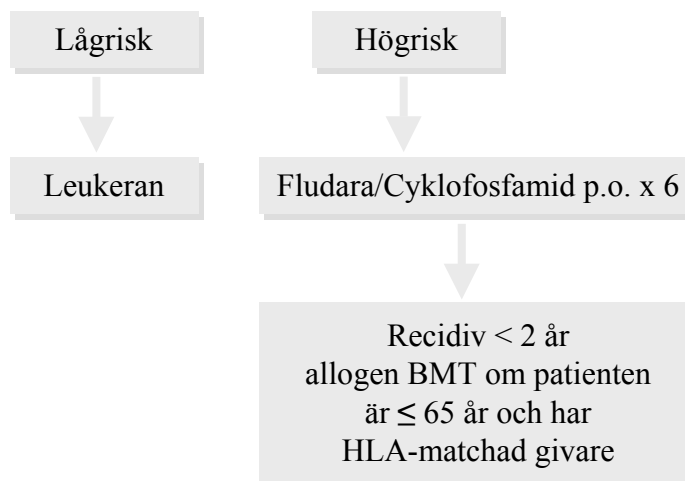 Lågrisk
Högrisk
Leukeran
Fludara/Cyklofosfamid p.o. x 6
Recidiv < 2 år
allogen BMT om patienten
är ≤ 65 år och har
HLA-matchad givare